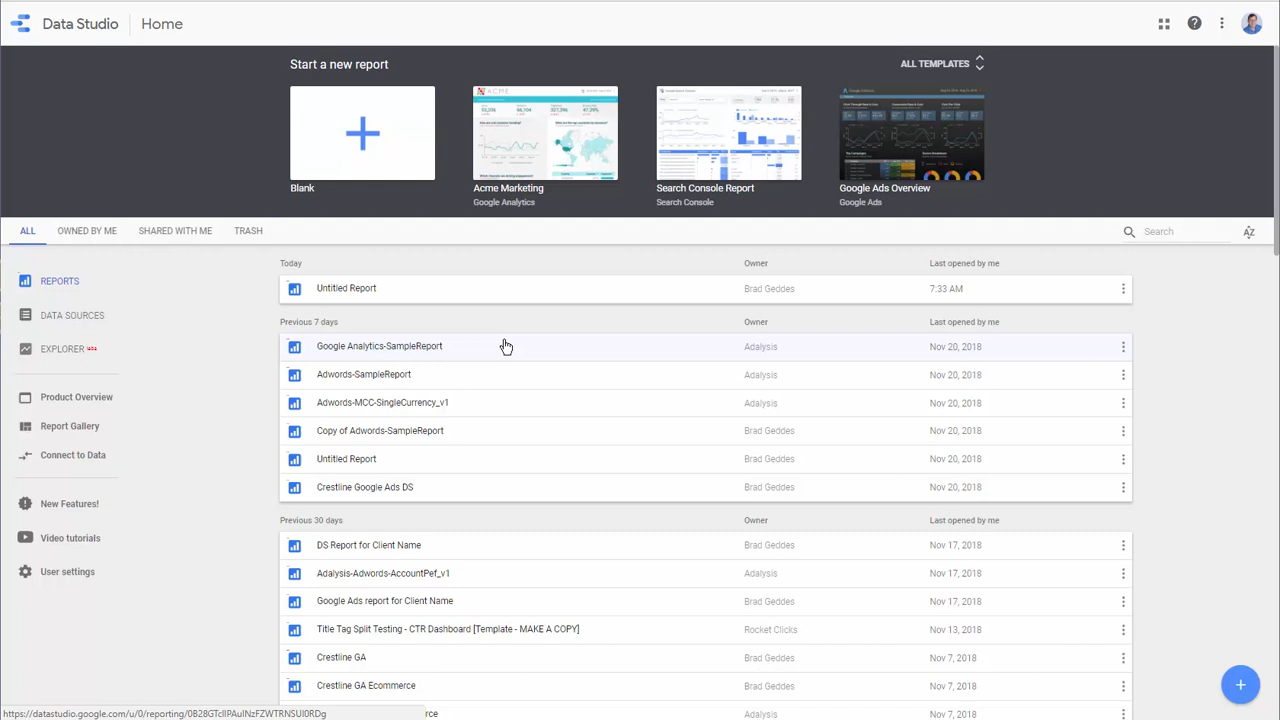 Data Studio Home
Start a new report
ALL TEMPLATES
Blank
Acme Marketing
Google Analytics
Search Console Report
Search Console
Google Ads Overview
Google Ads
ALL OWNED BY ME SHARED WITH ME TRASH
Search
REPORTS
DATA SOURCES
EXPLORER
Product Overview
Report Gallery
Connect to Data
New Features!
Video tutorials
User settings
Today Owner Last opened by me
Untitled Report Brad Geddes 7:33 AM
Previous 7 days Owner Last opened by me
Google Analytics-SampleReport Adalysis Nov 20, 2018
Adwords-SampleReport Adalysis Nov 20, 2018
Adwords-MCC-SingleCurrency_v1 Adalysis Nov 20, 2018
Copy of Adwords-SampleReport Brad Geddes Nov 20, 2018
Untitled Report Brad Geddes Nov 20, 2018
Crestline Google Ads DS Brad Geddes Nov 20, 2018
Previous 30 days Owner Last opened by me
DS Report for Client Name Brad Geddes Nov 17, 2018
Adalysis-Adwords-AccountPef_v1 Adalysis Nov 17, 2018
Google Ads report for Client Name Brad Geddes Nov 17, 2018
Title Tag Split Testing - CTR Dashboard [Template - MAKE A COPY] Rocket Clicks Nov 13, 2018
Crestline GA Brad Geddes Nov 7, 2018
Crestline GA Ecommerce Brad Geddes Nov 7, 2018
Brad Geddes Nov 7, 2018